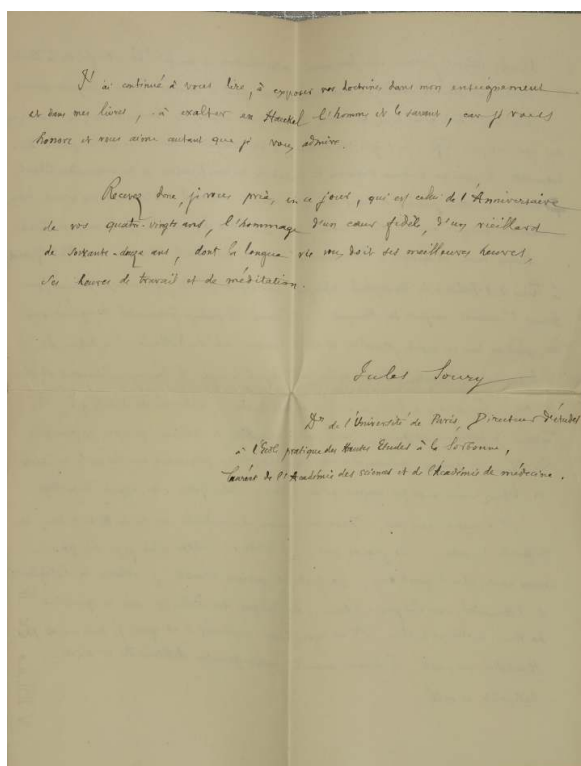 J'ai continué à vous lire, à exposer vos doctrines dans mon enseignement
et dans mes livres, à exalter en Haeckel l'homme et le savant, car je vous
honore et vous aime autant que je vous admire.
Recevez donc, je vous prie, en ce jour, qui est celui de l'Anniversaire
de vos quatre-vingts ans, l'hommage d'un cœur fidèle, d'un vieillard
de soixante-douze ans, dont la longue vie vous doit ses meilleures heures,
ses heures de travail et de méditation.
Jules Soury
Dr de l'Université de Paris, Directeur d'études
à l'École pratique des Hautes Etudes à la Sorbonne,
Lauréat de l'Académie des sciences et de l'Académie de médecine.